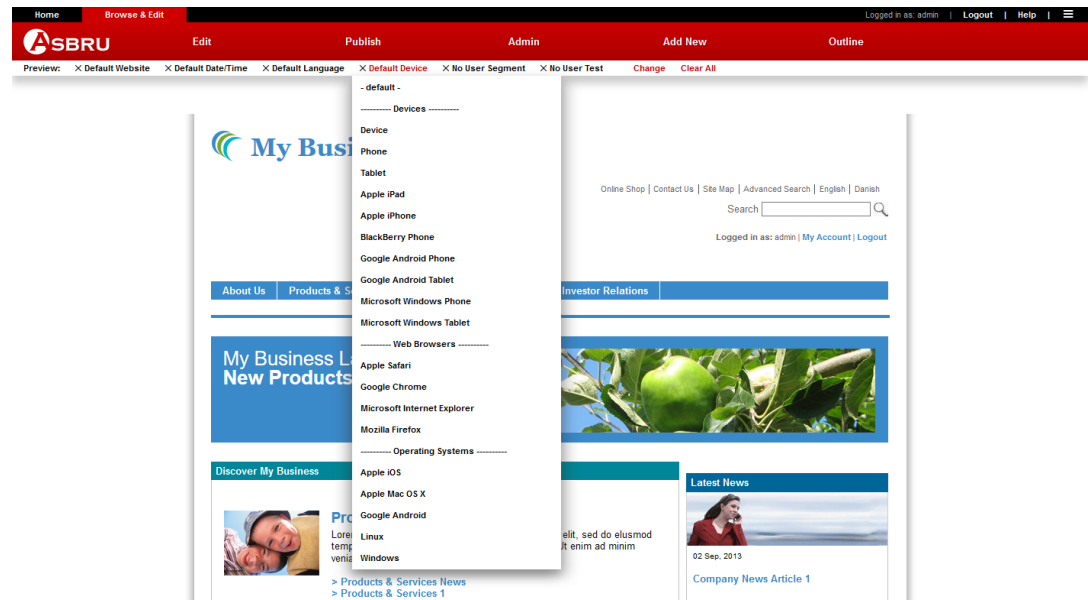 Home Browse & Edit Logged in as: admin | Logout | Help |
ASBRU Edit Publish Admin Add New Outline
Preview: Default Website Default Date/Time Default Language Default Device No User Segment No User Test Change Clear All
- default -
---------- Devices ----------
Device
Phone
Tablet
Apple iPad
Apple iPhone
BlackBerry Phone
Google Android Phone
Google Android Tablet
Microsoft Windows Phone
Microsoft Windows Tablet
---------- Web Browsers ----------
Apple Safari
Google Chrome
Microsoft Internet Explorer
Mozilla Firefox
---------- Operating Systems ----------
Apple iOS
Apple Mac OS X
Google Android
Linux
Windows
My Busi
Online Shop | Contact Us | Site Map | Advanced Search | English | Danish
Search
Logged in as: admin | My Account | Logout
About Us Products & S Investor Relations
My Business L
New Products
Discover My Business
Pro
elit, sed do eiusmod
Ut enim ad minim
> Products & Services News
> Products & Services 1
Latest News
02 Sep, 2013
Company News Article 1